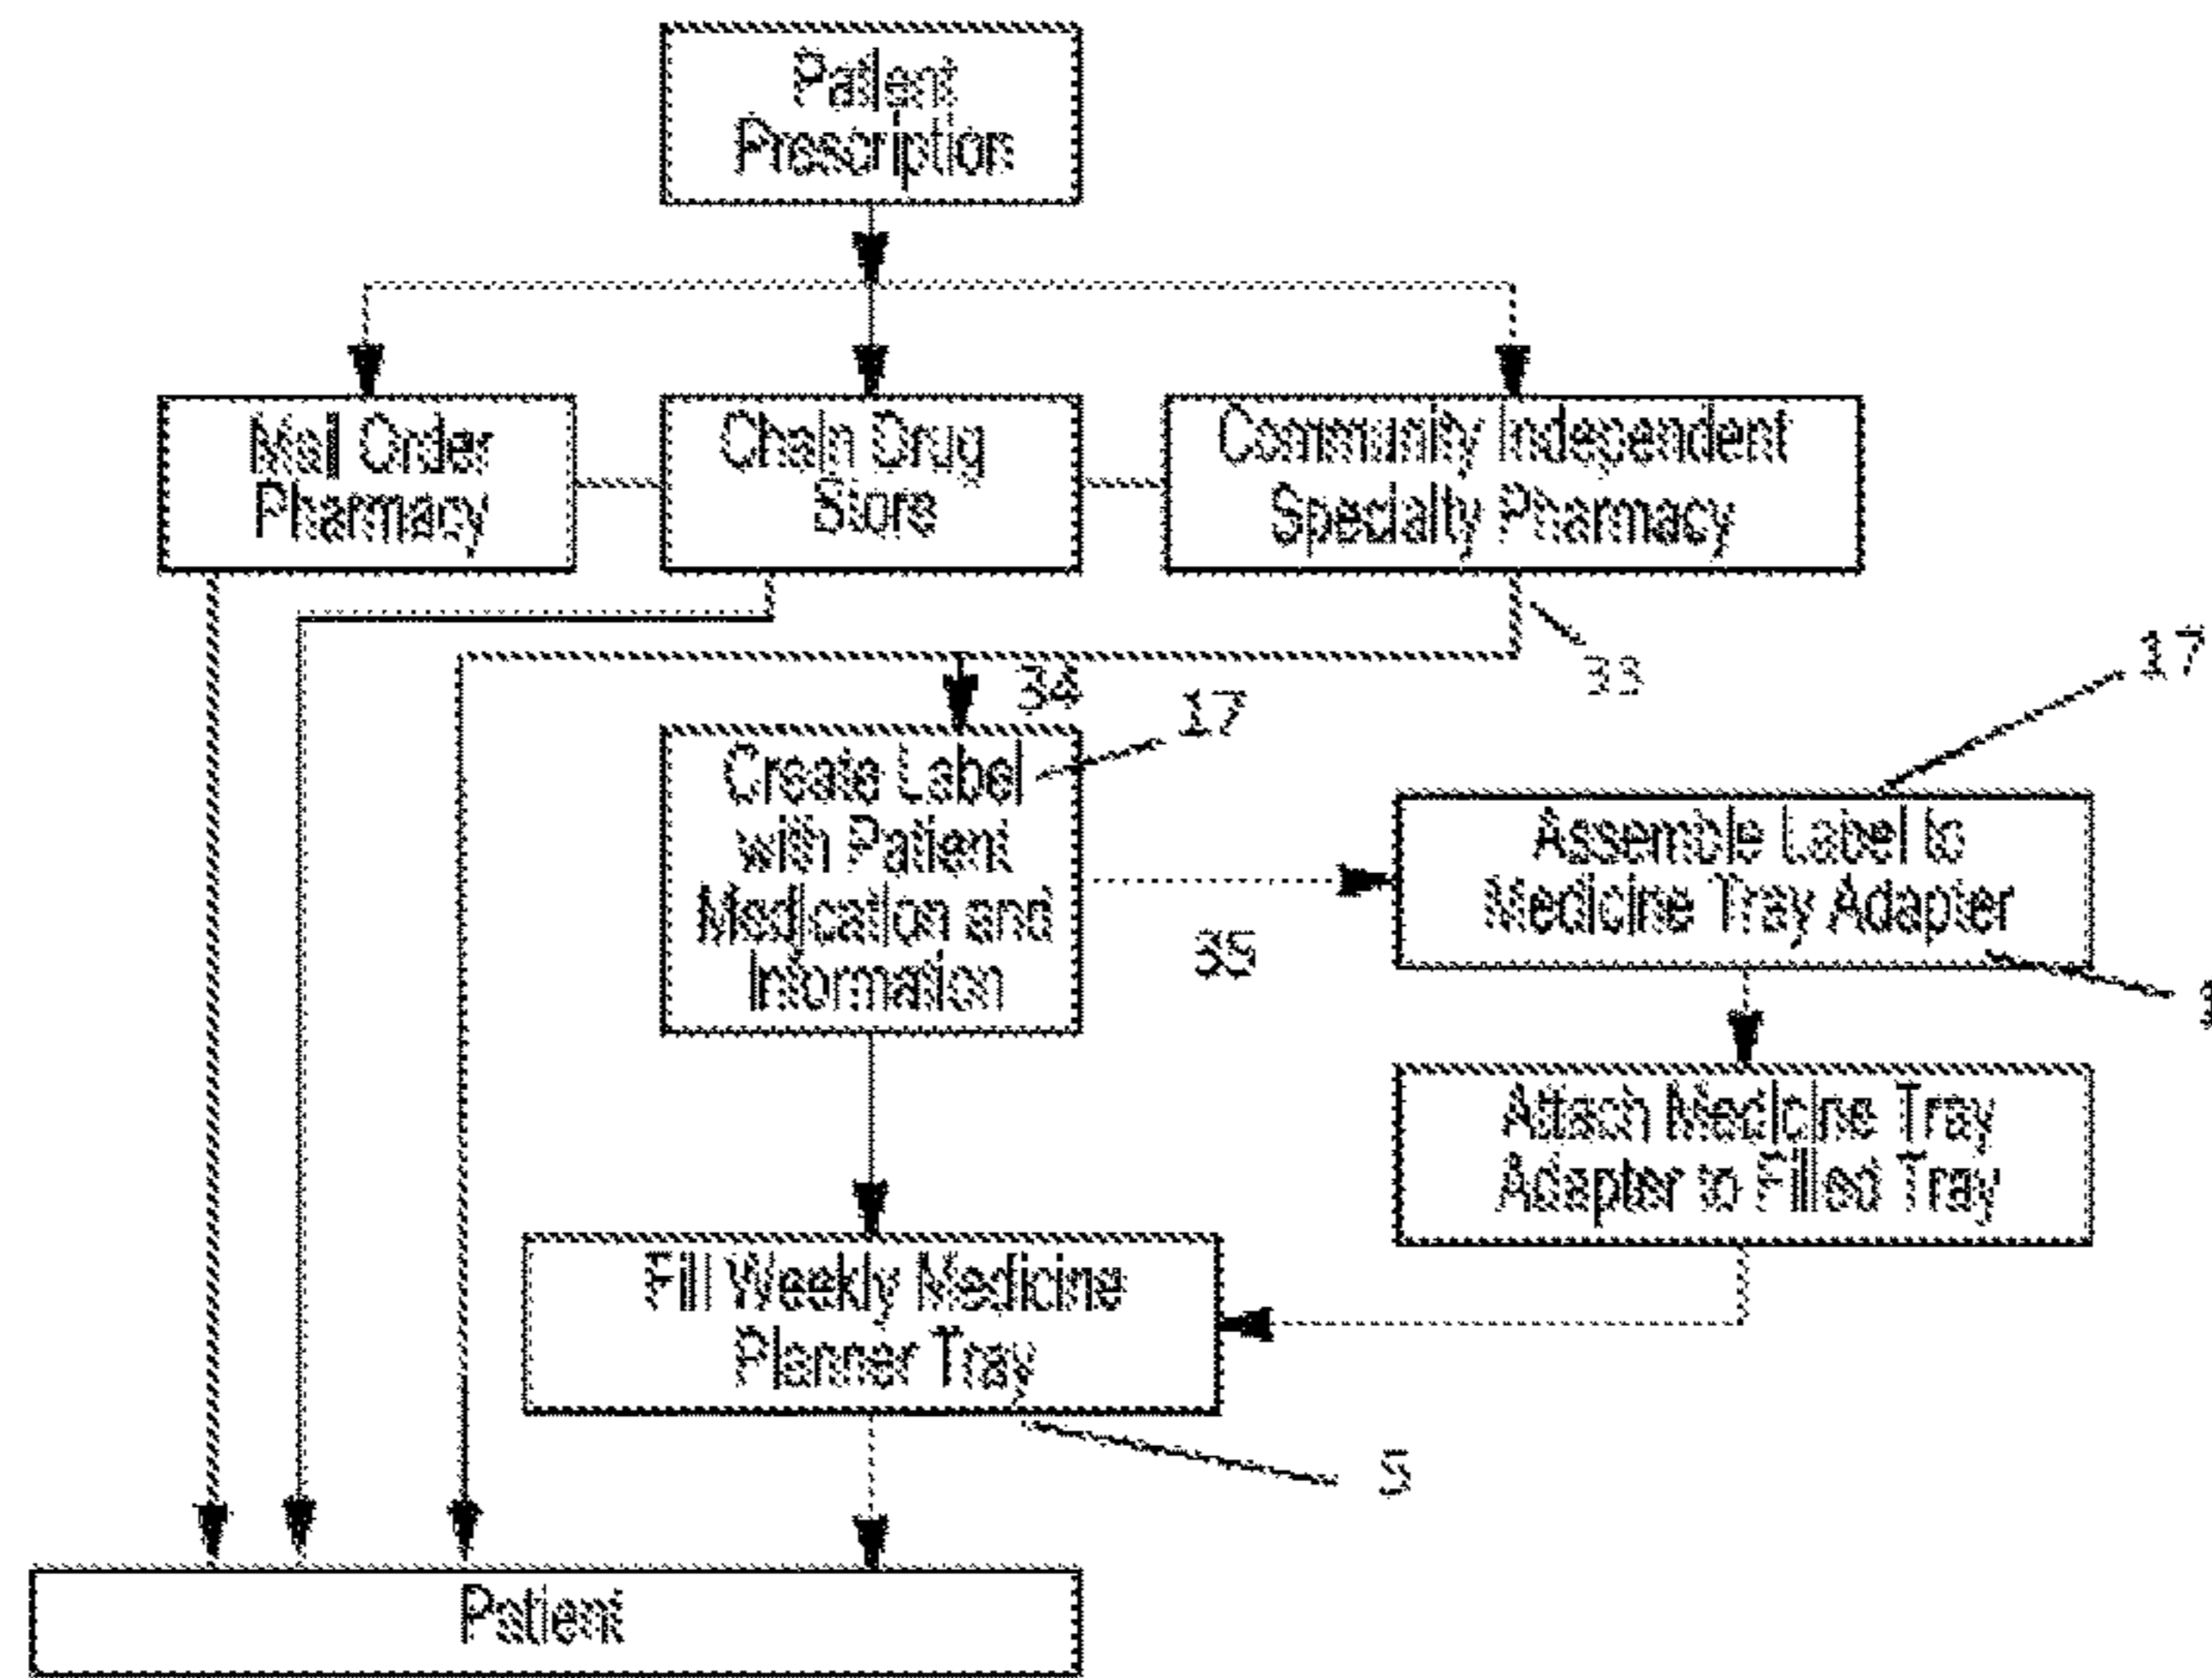 Patient
Prescription
Mail Order
Pharmacy
Chain Drug
Store
Community Independent
Specialty Pharmacy
33
17
34
17
Create Label
with Patient
Medication and
Information
Assemble Label to
Medicine Tray Adapter
35
1
Attach Medicine Tray
Adapter to Filled Tray
Fill Weekly Medicine
Planner Tray
5
Patient